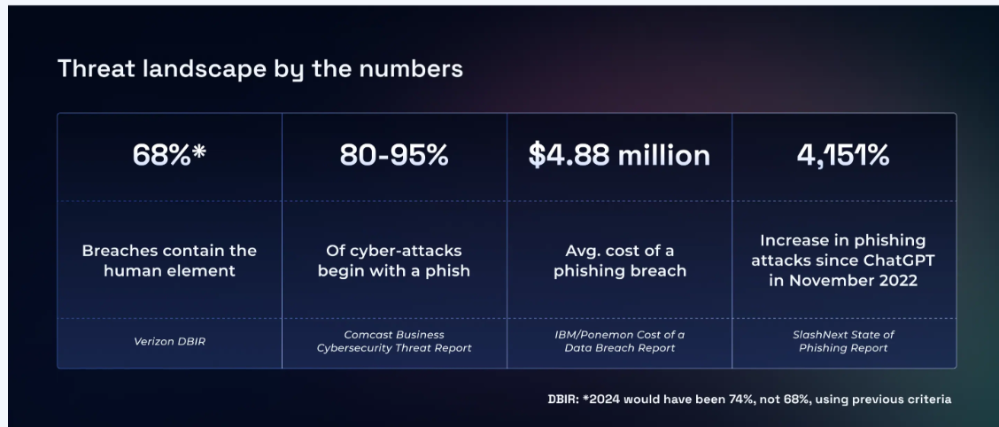 Threat landscape by the numbers
68%*
80-95%
$4.88 million
4,151%
Breaches contain the
human element
Of cyber-attacks
begin with a phish
Avg. cost of a
phishing breach
Increase in phishing
attacks since ChatGPT
in November 2022
Verizon DBIR
Comcast Business
Cybersecurity Threat Report
IBM/Ponemon Cost of a
Data Breach Report
SlashNext State of
Phishing Report
DBIR: *2024 would have been 74%, not 68%, using previous criteria